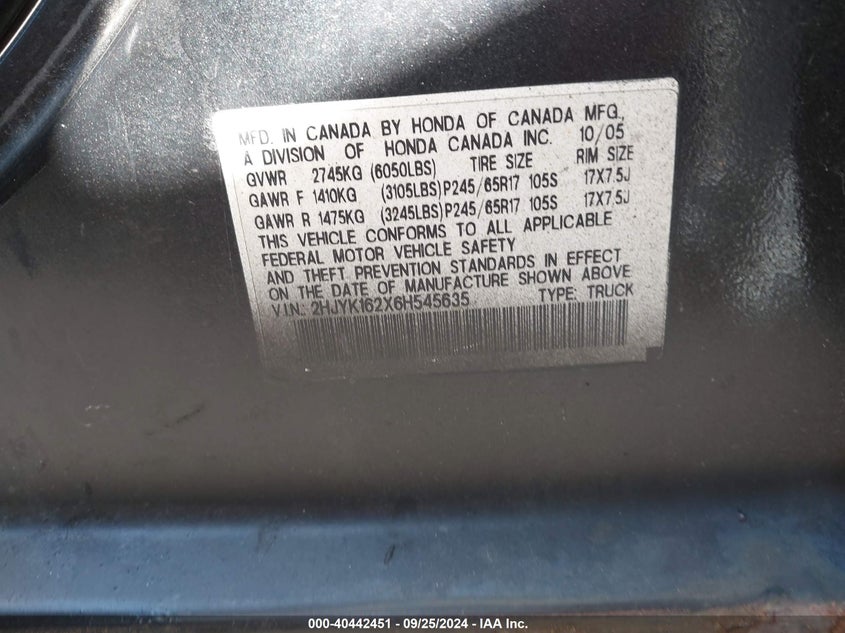 MFD. IN CANADA BY HONDA OF CANADA MFG.,
A DIVISION OF HONDA CANADA INC. 10/05
GVWR 2745KG (6050LBS) TIRE SIZE RIM SIZE
GAWR F 1410KG (3105LBS) P245/65R17 105S 17X7.5J
GAWR R 1475KG (3245LBS) P245/65R17 105S 17X7.5J
THIS VEHICLE CONFORMS TO ALL APPLICABLE
FEDERAL MOTOR VEHICLE SAFETY
AND THEFT PREVENTION STANDARDS IN EFFECT
ON THE DATE OF MANUFACTURE SHOWN ABOVE
V.I.N.: 2HJYK162X6H545635 TYPE: TRUCK
000-40442451 - 09/25/2024 - IAA Inc.